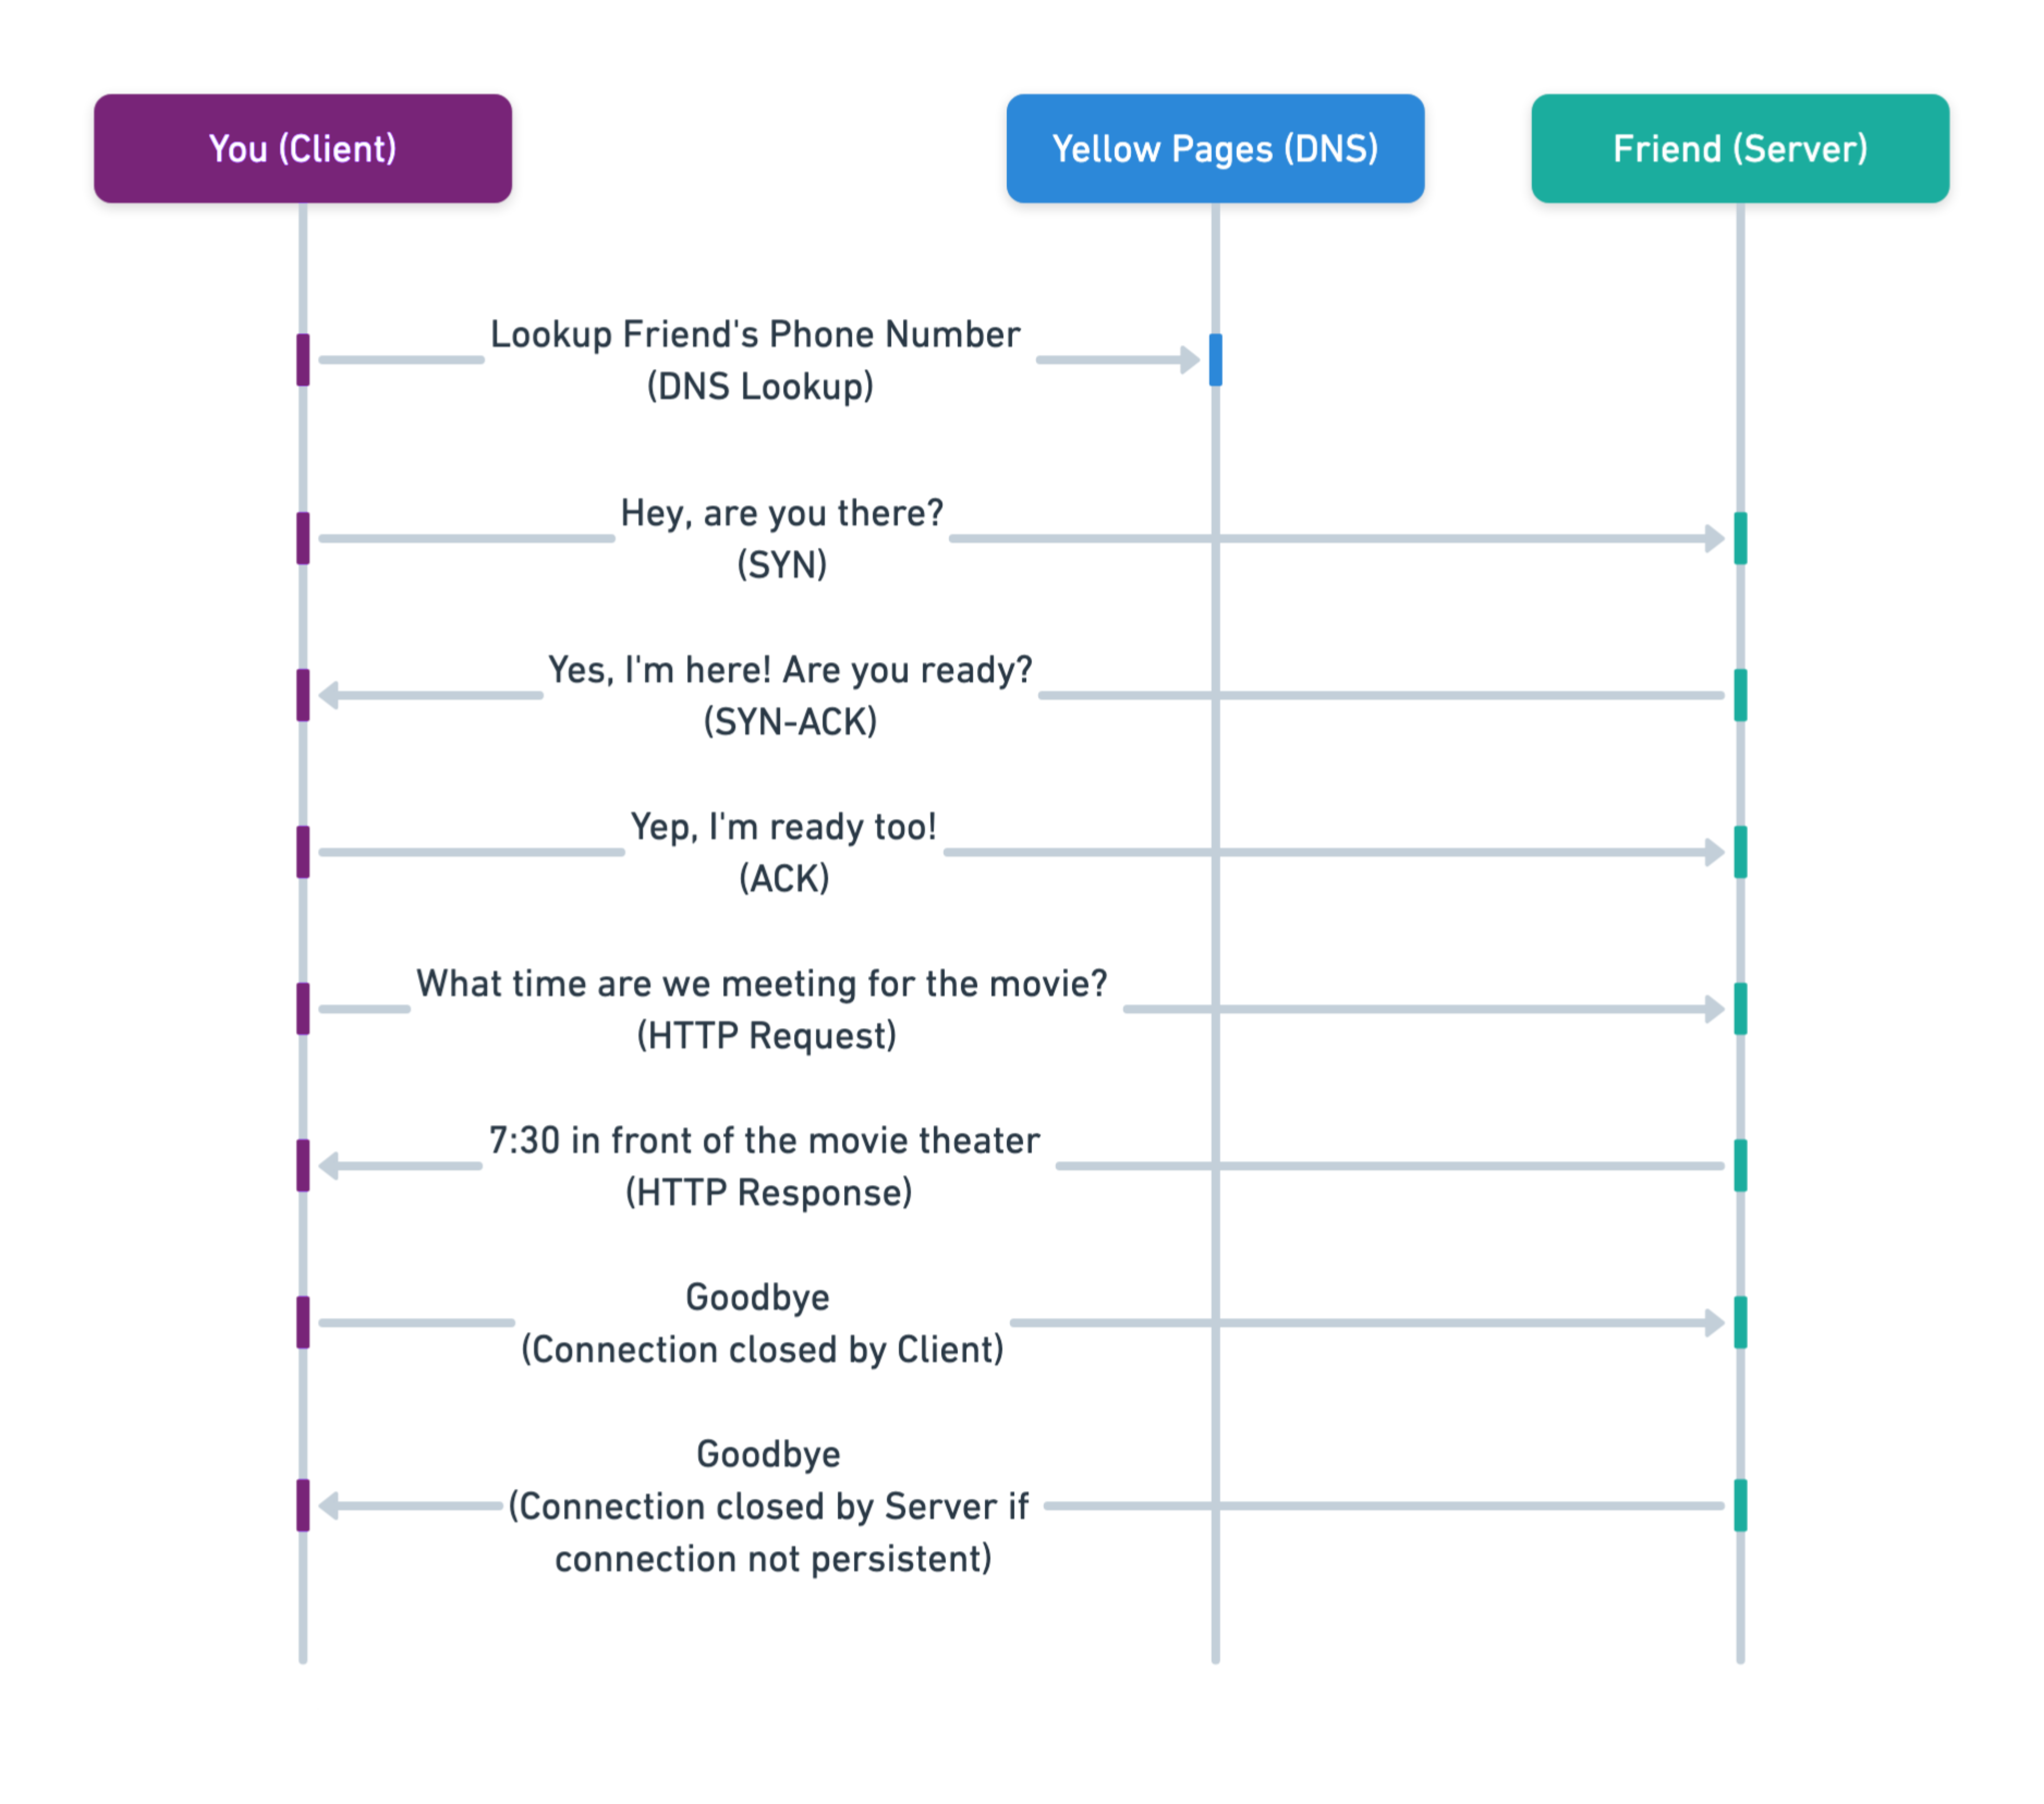 You (Client)
Yellow Pages (DNS)
Friend (Server)
Lookup Friend's Phone Number
(DNS Lookup)
Hey, are you there?
(SYN)
Yes, I'm here! Are you ready?
(SYN-ACK)
Yep, I'm ready too!
(ACK)
What time are we meeting for the movie?
(HTTP Request)
7:30 in front of the movie theater
(HTTP Response)
Goodbye
(Connection closed by Client)
Goodbye
(Connection closed by Server if
connection not persistent)